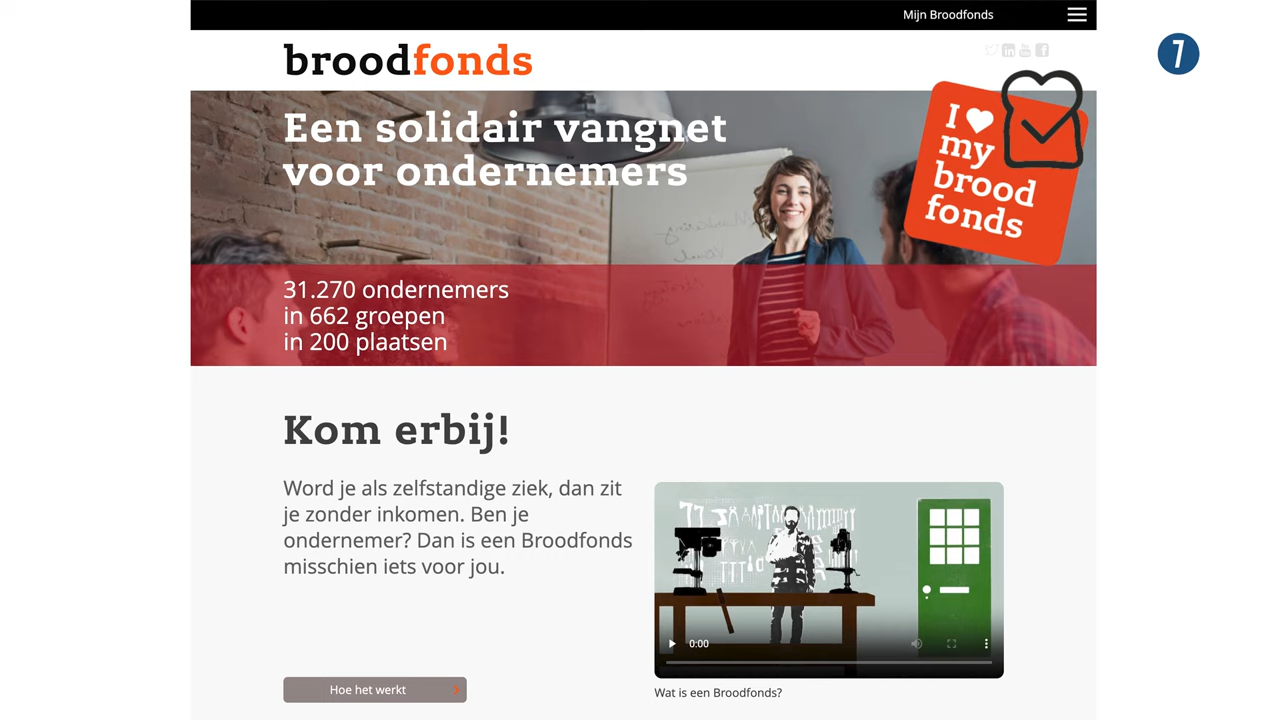 Mijn Broodfonds
7
broodfonds
Een solidair vangnet
voor ondernemers
I
my
brood
fonds
31.270 ondernemers
in 662 groepen
in 200 plaatsen
Kom erbij!
Word je als zelfstandige ziek, dan zit
je zonder inkomen. Ben je
ondernemer? Dan is een Broodfonds
misschien iets voor jou.
0:00
Hoe het werkt
Wat is een Broodfonds?